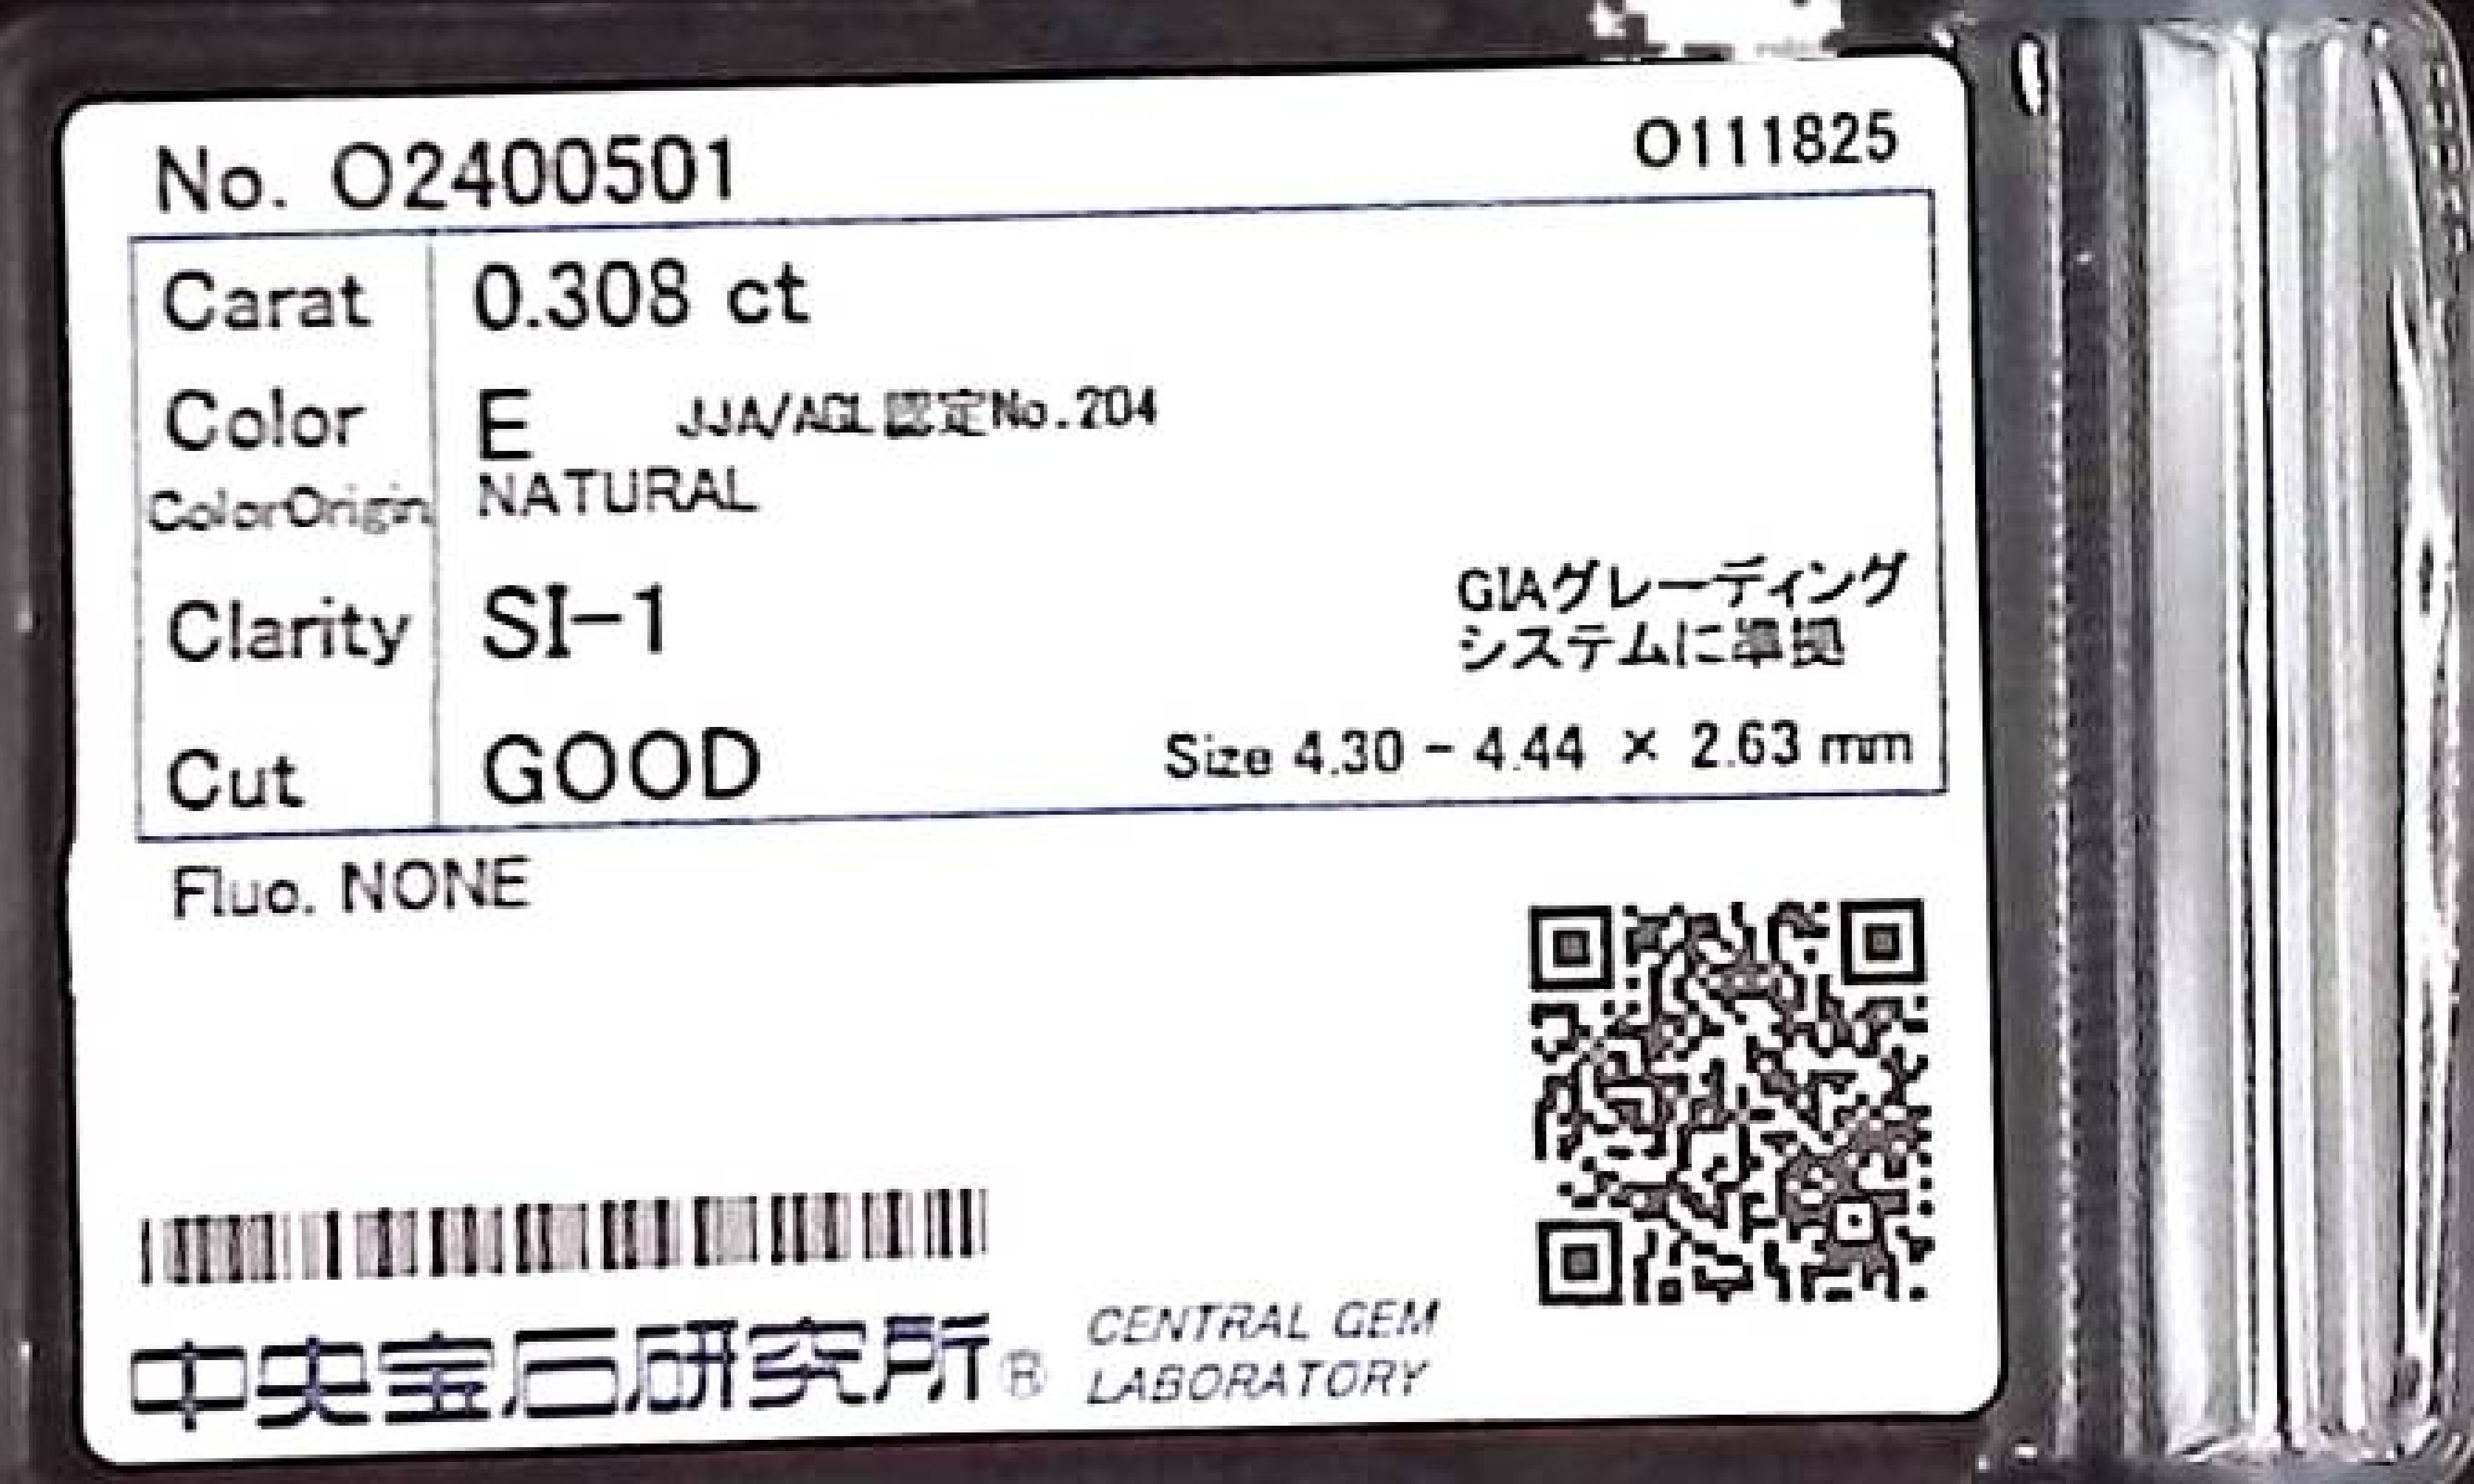 No. O2400501 O111825
Carat 0.308 ct
Color E JJA/AGL認定No.204
ColorOrigin NATURAL
Clarity SI-1
GIAグレーディング
システムに準拠
Cut GOOD Size 4.30 - 4.44 × 2.63 mm
Fluo. NONE
中央宝石研究所® CENTRAL GEM
LABORATORY